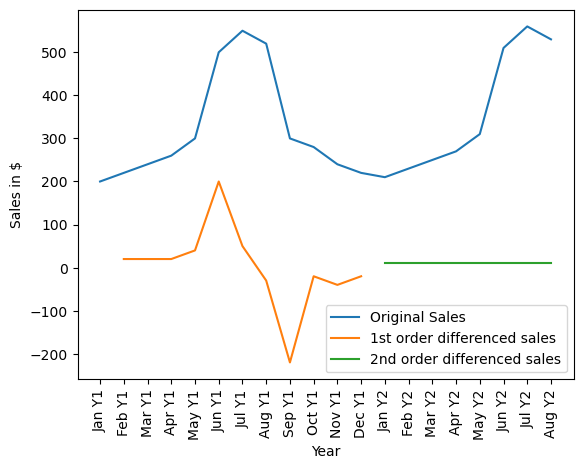 Sales in $
500
400
300
200
100
0
−100
−200
Original Sales
1st order differenced sales
2nd order differenced sales
Jan Y1
Feb Y1
Mar Y1
Apr Y1
May Y1
Jun Y1
Jul Y1
Aug Y1
Sep Y1
Oct Y1
Nov Y1
Dec Y1
Jan Y2
Feb Y2
Mar Y2
Apr Y2
May Y2
Jun Y2
Jul Y2
Aug Y2
Year